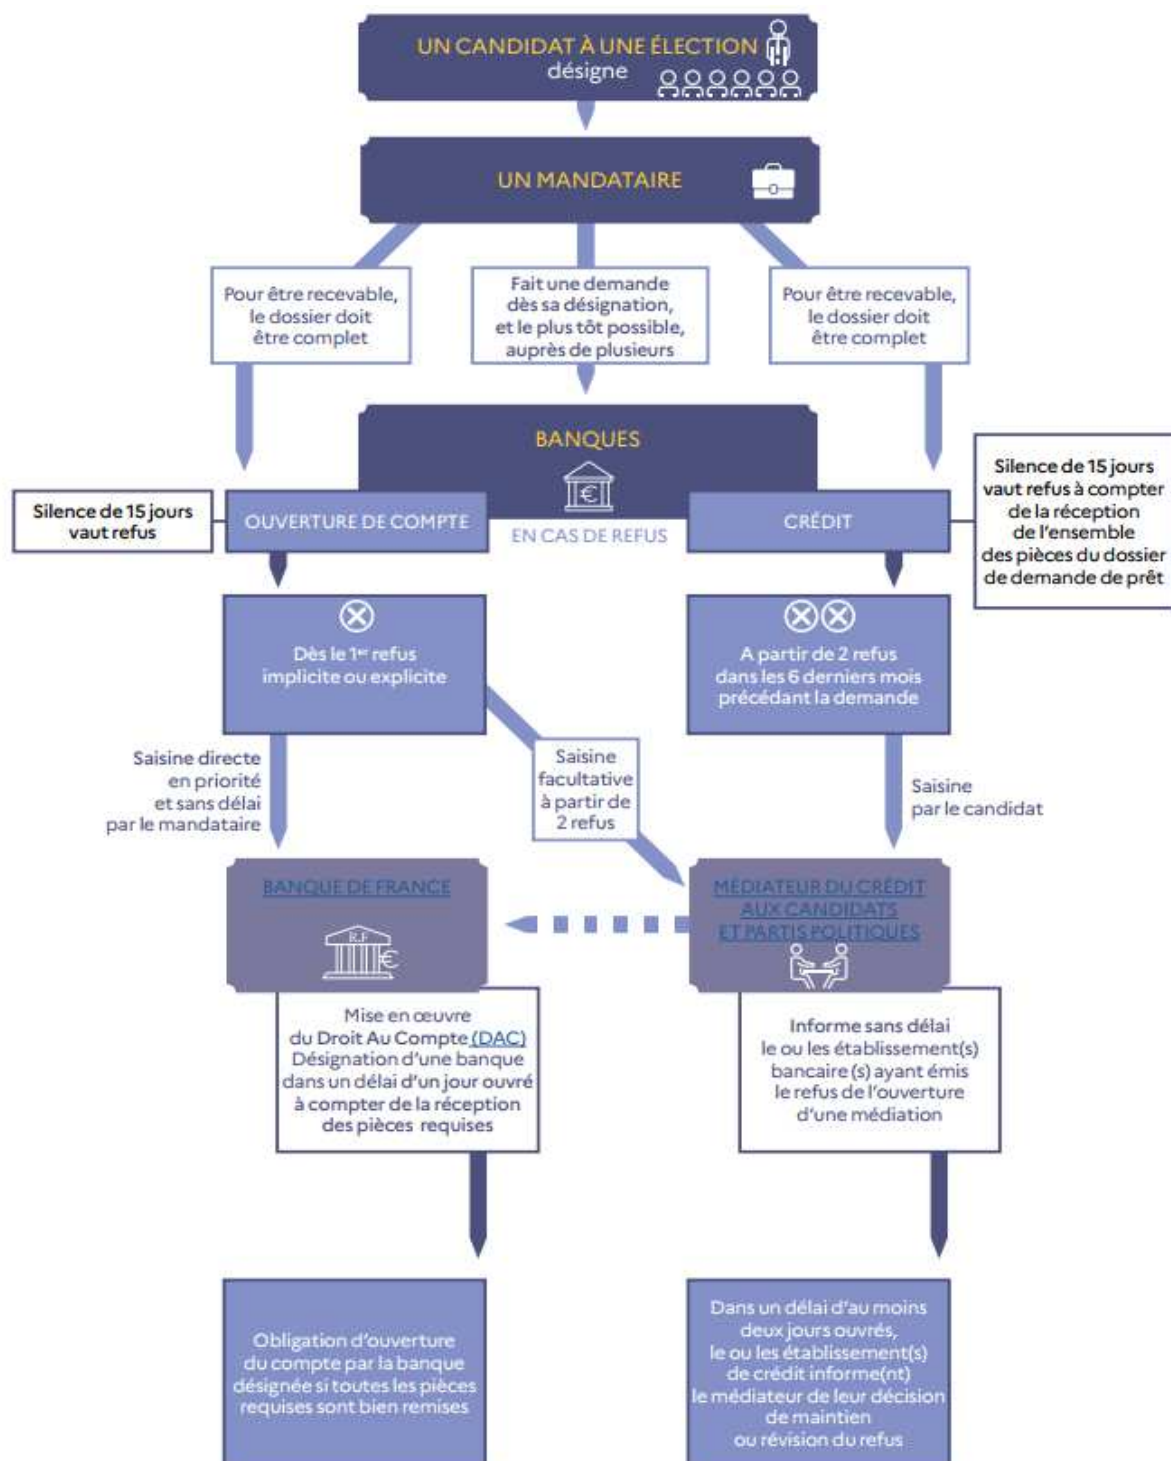 UN CANDIDAT À UNE ÉLECTION
désigne
UN MANDATAIRE
Pour être recevable,
le dossier doit
être complet
Fait une demande
dès sa désignation,
et le plus tôt possible,
auprès de plusieurs
Pour être recevable,
le dossier doit
être complet
BANQUES
€
Silence de 15 jours
vaut refus
OUVERTURE DE COMPTE
EN CAS DE REFUS
CRÉDIT
Silence de 15 jours
vaut refus à compter
de la réception
de l'ensemble
des pièces du dossier
de demande de prêt
Dès le 1er refus
implicite ou explicite
A partir de 2 refus
dans les 6 derniers mois
précédant la demande
Saisine directe
en priorité
et sans délai
par le mandataire
Saisine
facultative
à partir de
2 refus
Saisine
par le candidat
BANQUE DE FRANCE
R.F
€
MÉDIATEUR DU CRÉDIT
AUX CANDIDATS
ET PARTIS POLITIQUES
Mise en œuvre
du Droit Au Compte (DAC)
Désignation d'une banque
dans un délai d'un jour ouvré
à compter de la réception
des pièces requises
Informe sans délai
le ou les établissement(s)
bancaire (s) ayant émis
le refus de l'ouverture
d'une médiation
Obligation d'ouverture
du compte par la banque
désignée si toutes les pièces
requises sont bien remises
Dans un délai d'au moins
deux jours ouvrés,
le ou les établissement(s)
de crédit informe(nt)
le médiateur de leur décision
de maintien
ou révision du refus